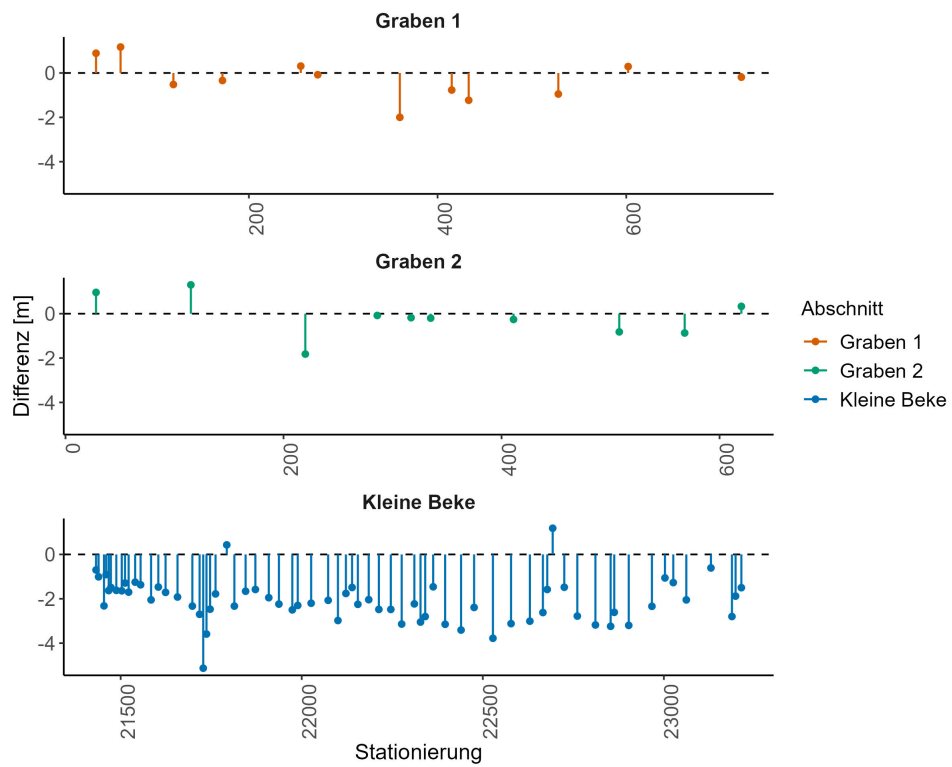 Graben 1
0
-2
-4
200
400
600
Graben 2
0
-2
-4
0
200
400
600
Kleine Beke
0
-2
-4
21500
22000
22500
23000
Stationierung
Differenz [m]
Abschnitt
Graben 1
Graben 2
Kleine Beke